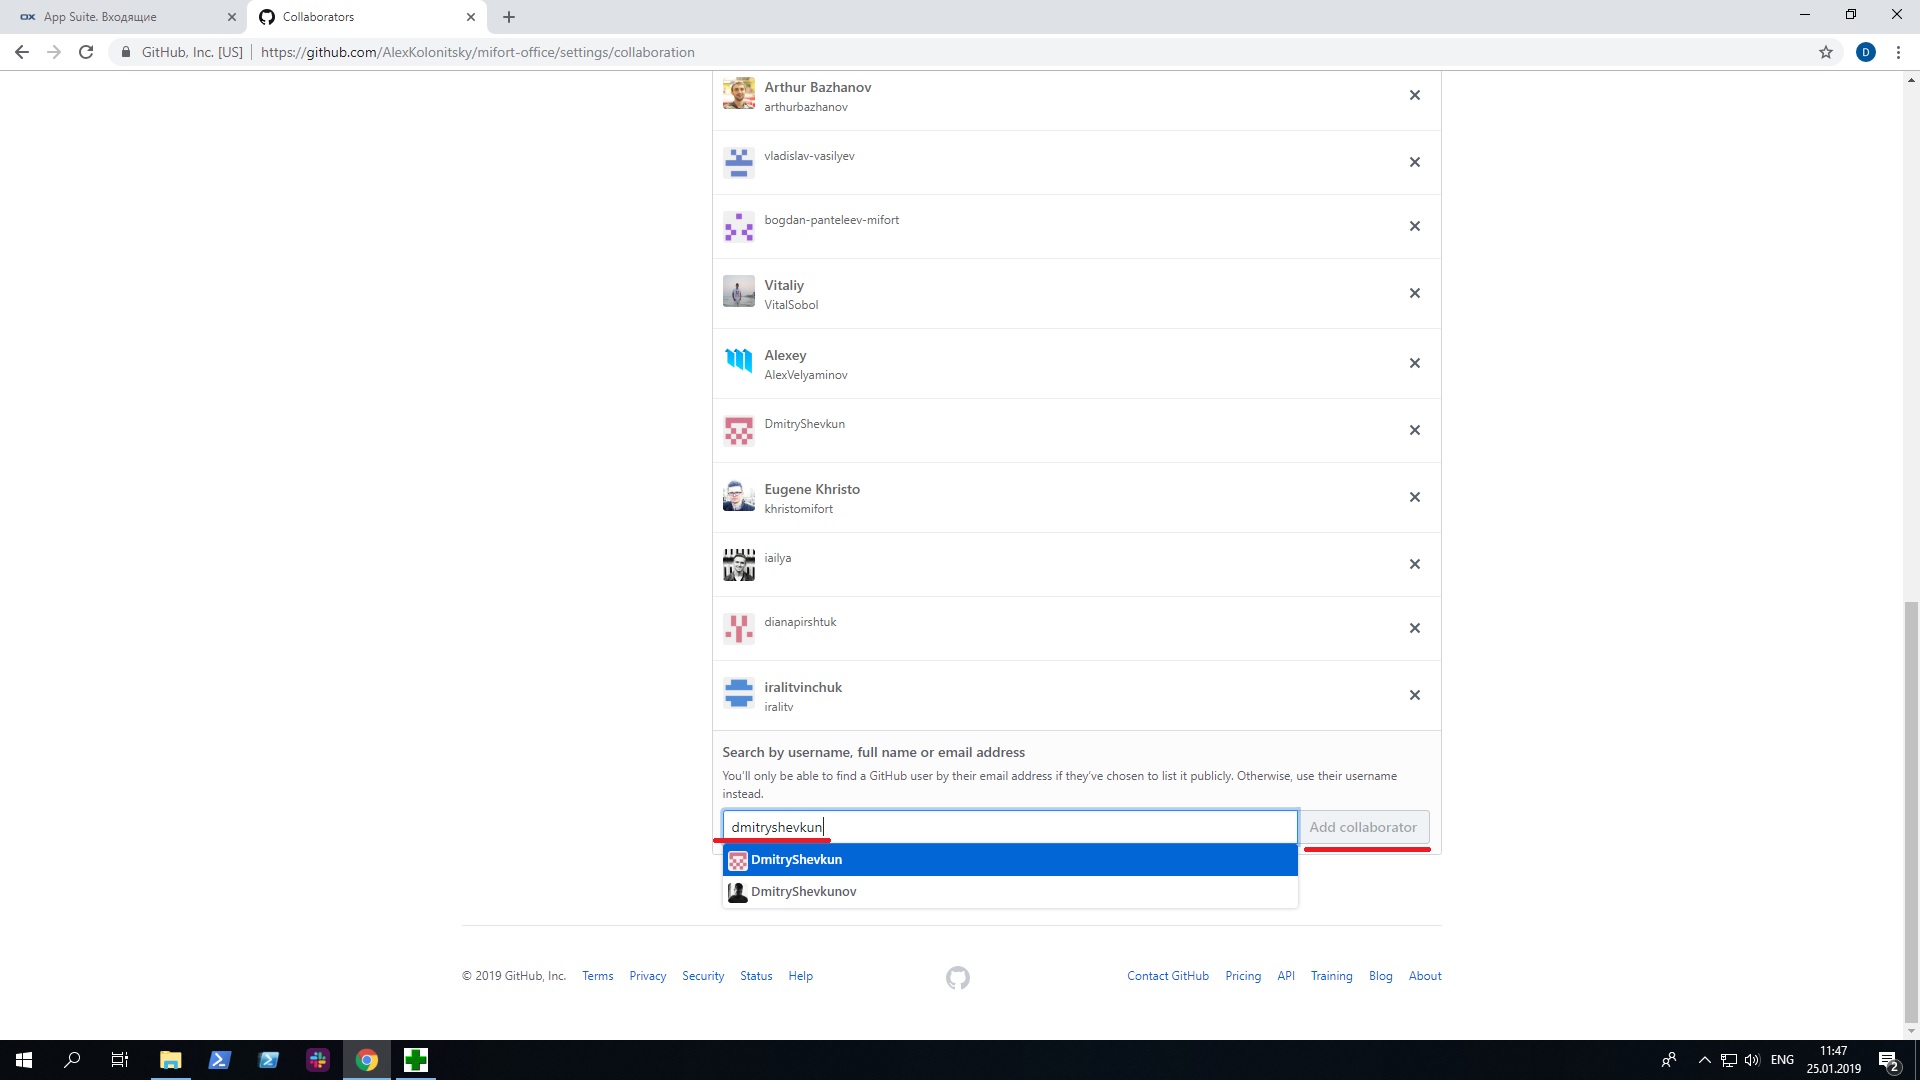 App Suite. Входящие
Collaborators
GitHub, Inc. [US]
https://github.com/AlexKolonitsky/mifort-office/settings/collaboration
D
Arthur Bazhanov
arthurbazhanov
vladislav-vasilyev
bogdan-panteleev-mifort
Vitaliy
VitalSobol
Alexey
AlexVelyaminov
DmitryShevkun
Eugene Khristo
khristomifort
iailya
dianapirshtuk
iralitvinchuk
iralitv
Search by username, full name or email address
You'll only be able to find a GitHub user by their email address if they've chosen to list it publicly. Otherwise, use their username
instead.
dmitryshevkun
Add collaborator
DmitryShevkun
DmitryShevkunov
© 2019 GitHub, Inc. Terms Privacy Security Status Help
Contact GitHub Pricing API Training Blog About
ENG
11:47
25.01.2019
2